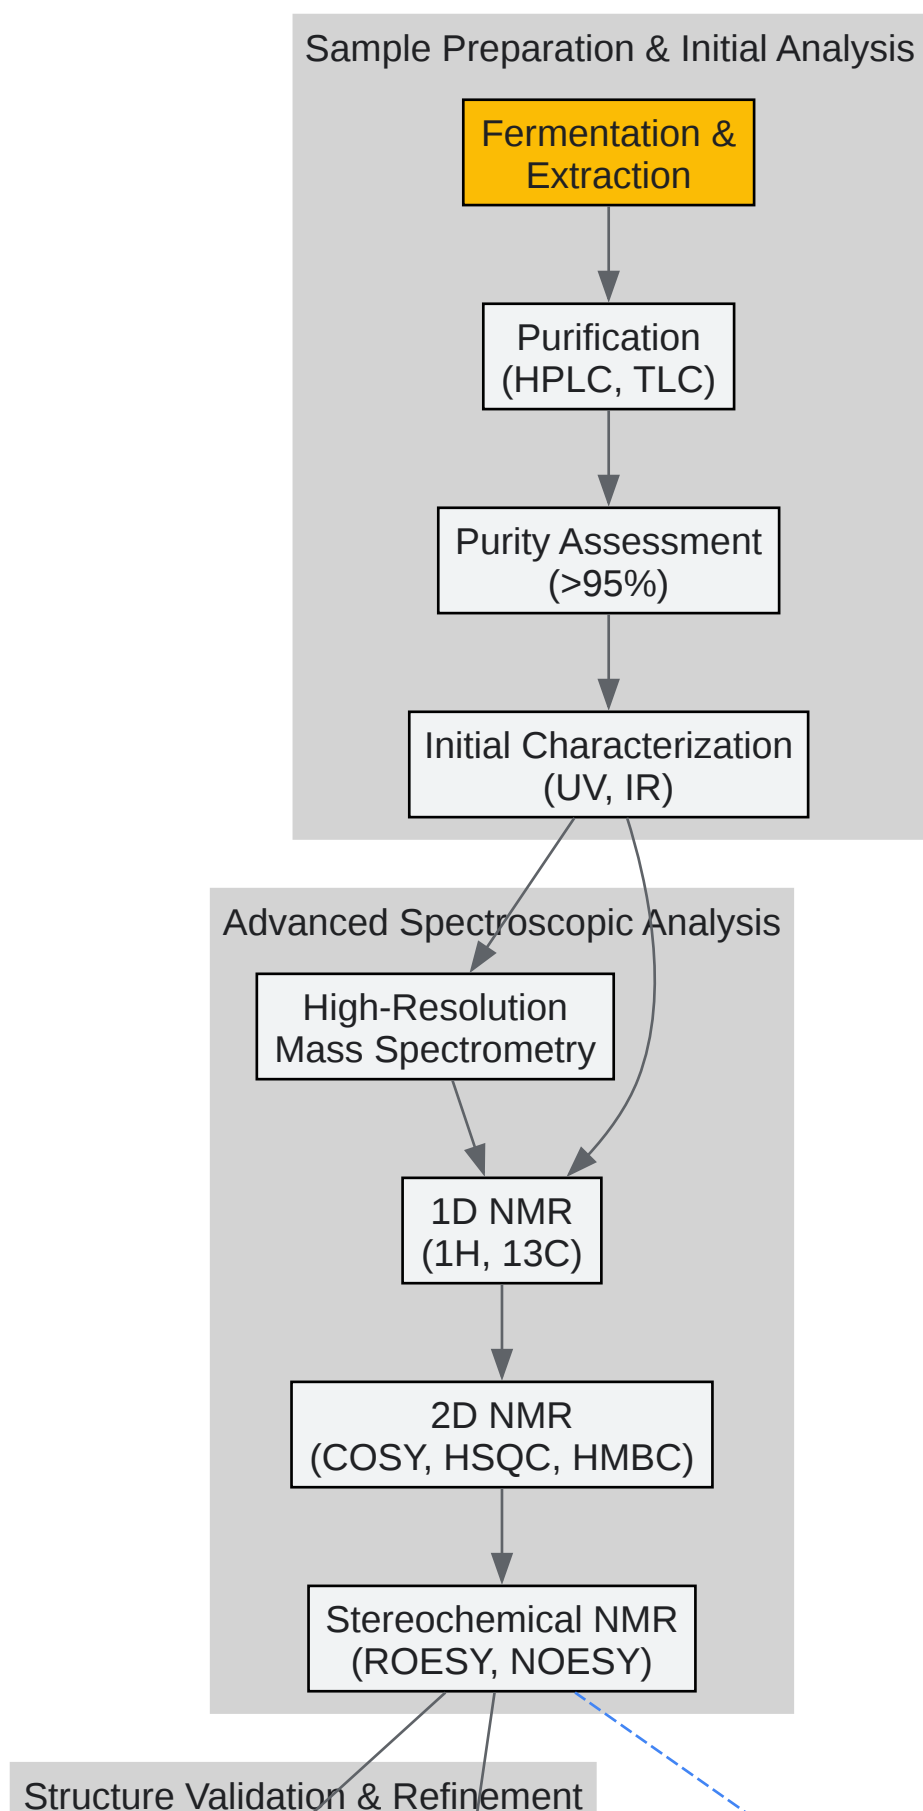 Sample Preparation & Initial Analysis
Fermentation &
Extraction
Purification
(HPLC, TLC)
Purity Assessment
(>95%)
Initial Characterization
(UV, IR)
Advanced Spectroscopic Analysis
High-Resolution
Mass Spectrometry
1D NMR
(1H, 13C)
2D NMR
(COSY, HSQC, HMBC)
Stereochemical NMR
(ROESY, NOESY)
Structure Validation & Refinement